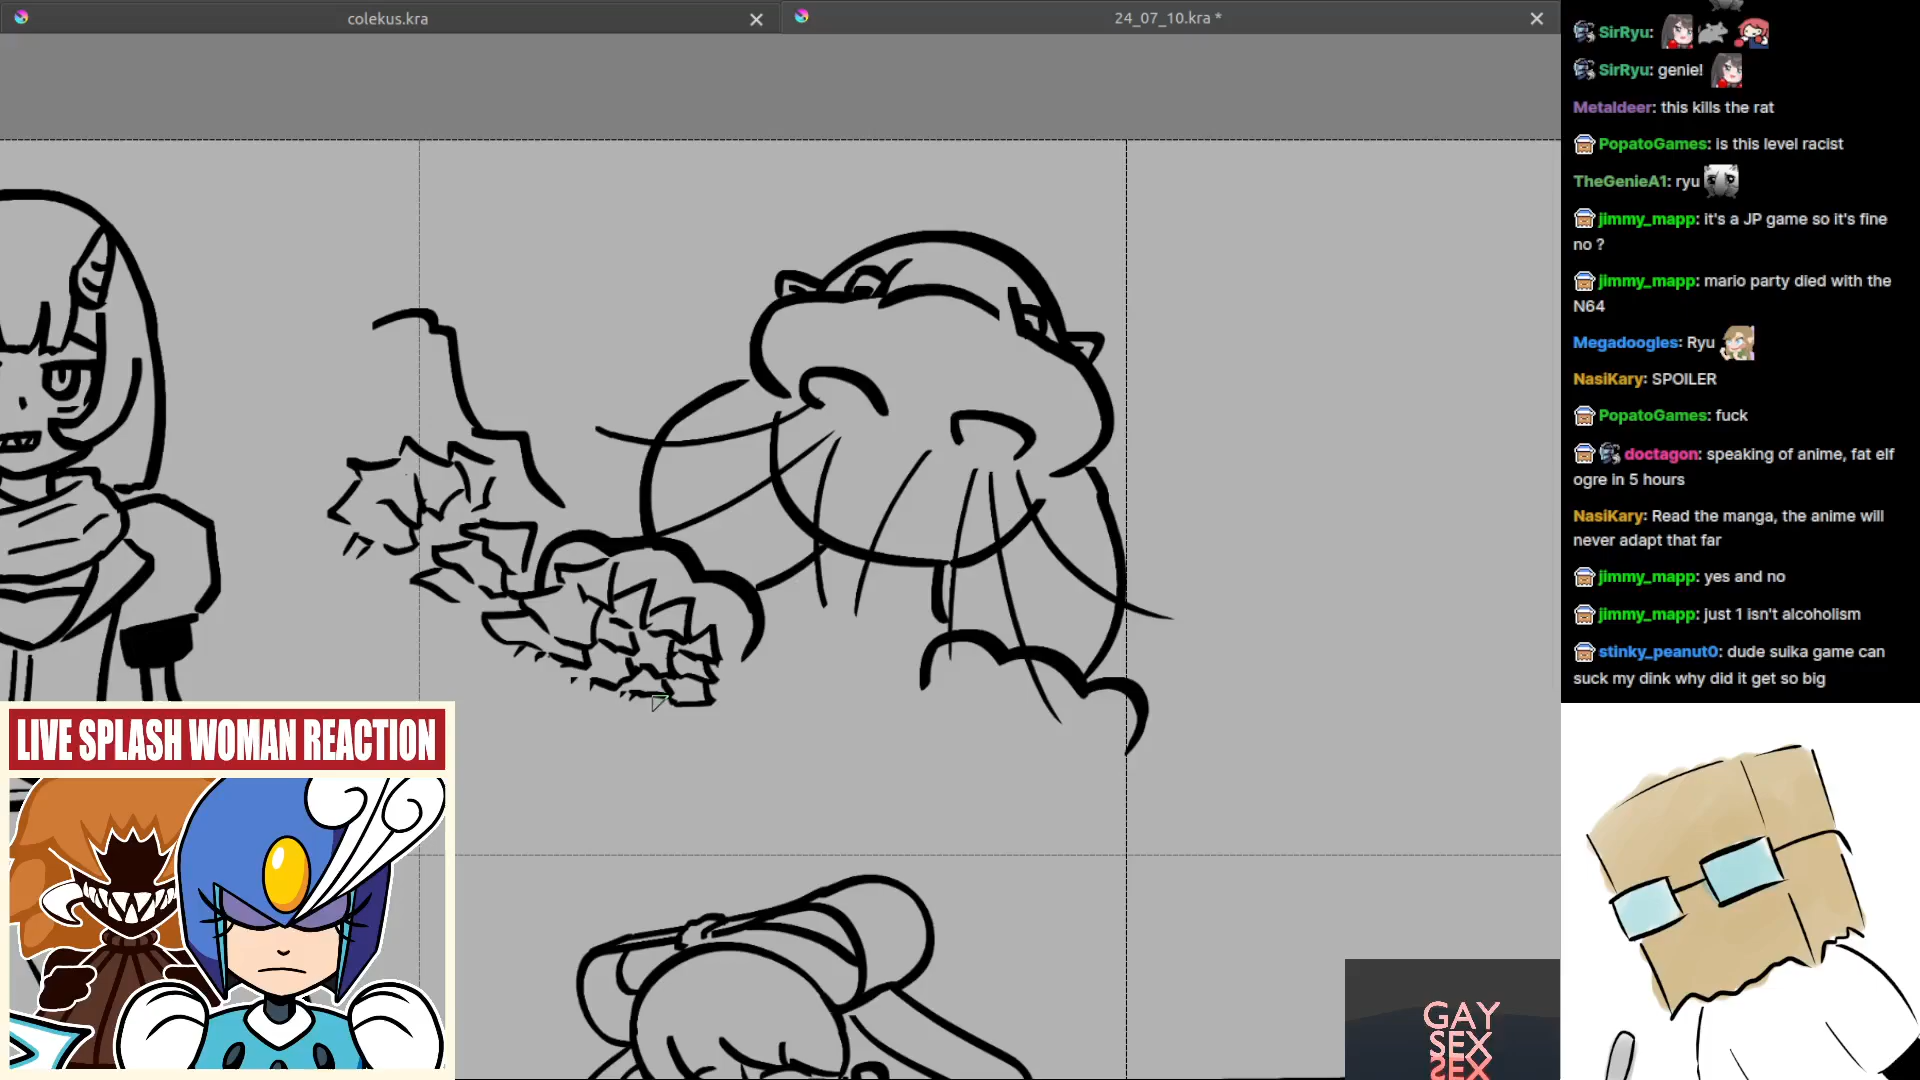 colekus.kra
24_07_10.kra *
SirRyu:
SirRyu: genie!
Metaldeer: this kills the rat
PopatoGames: is this level racist
TheGenieA1: ryu
jimmy_mapp: it's a JP game so it's fine
no ?
jimmy_mapp: mario party died with the
N64
Megadoogles: Ryu
NasiKary: SPOILER
PopatoGames: fuck
doctagon: speaking of anime, fat elf
ogre in 5 hours
NasiKary: Read the manga, the anime will
never adapt that far
jimmy_mapp: yes and no
jimmy_mapp: just 1 isn't alcoholism
stinky_peanut0: dude suika game can
suck my dink why did it get so big
LIVE SPLASH WOMAN REACTION
GAY
SEX
SEX